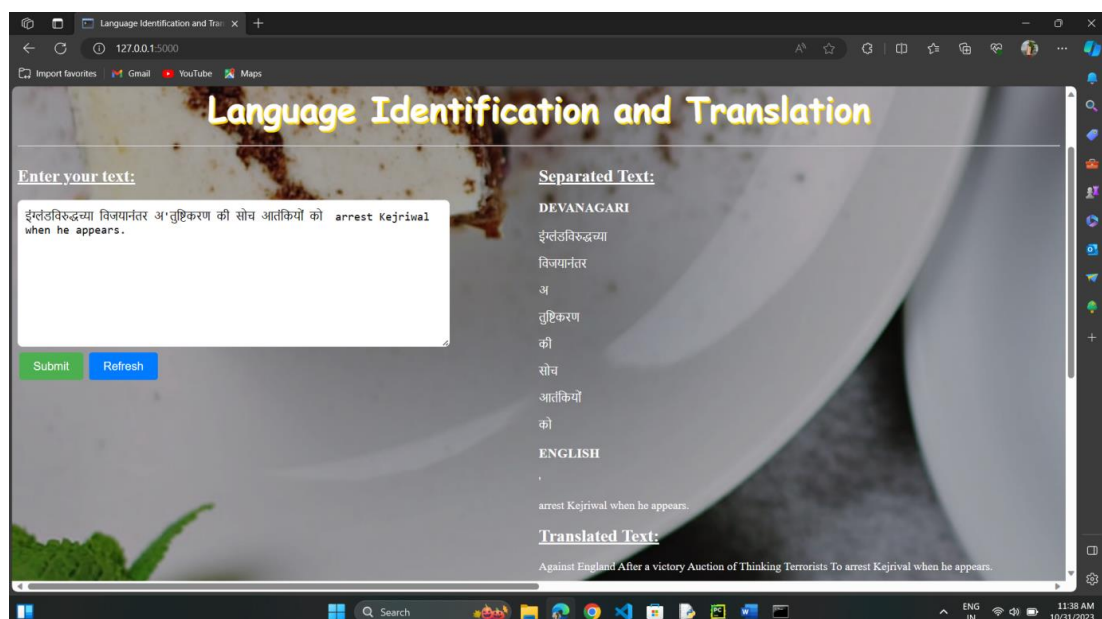 Language Identification and Tran
127.0.0.1:5000
Import favorites
Gmail
YouTube
Maps
Language Identification and Translation
Enter your text:
इंग्लंडविरुद्धच्या विजयानंतर अ'तुष्टिकरण की सोच आतंकियों को arrest Kejriwal
when he appears.
Submit
Refresh
Separated Text:
DEVANAGARI
इंग्लंडविरुद्धच्या
विजयानंतर
अ
तुष्टिकरण
की
सोच
आतंकियों
को
ENGLISH
'
arrest Kejriwal when he appears.
Translated Text:
Against England After a victory Auction of Thinking Terrorists To arrest Kejrival when he appears.
Search
ENG
IN
11:38 AM
10/31/2023